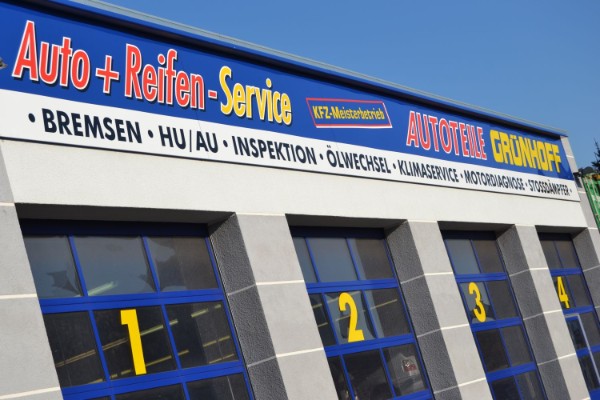 Auto + Reifen - Service KFZ-Meisterbetrieb AUTOTEILE GRÜNHOFF
• BREMSEN • HU/AU • INSPEKTION • ÖLWECHSEL • KLIMASERVICE • MOTORDIAGNOSE • STOSSDÄMPFER •
1 2 3 4